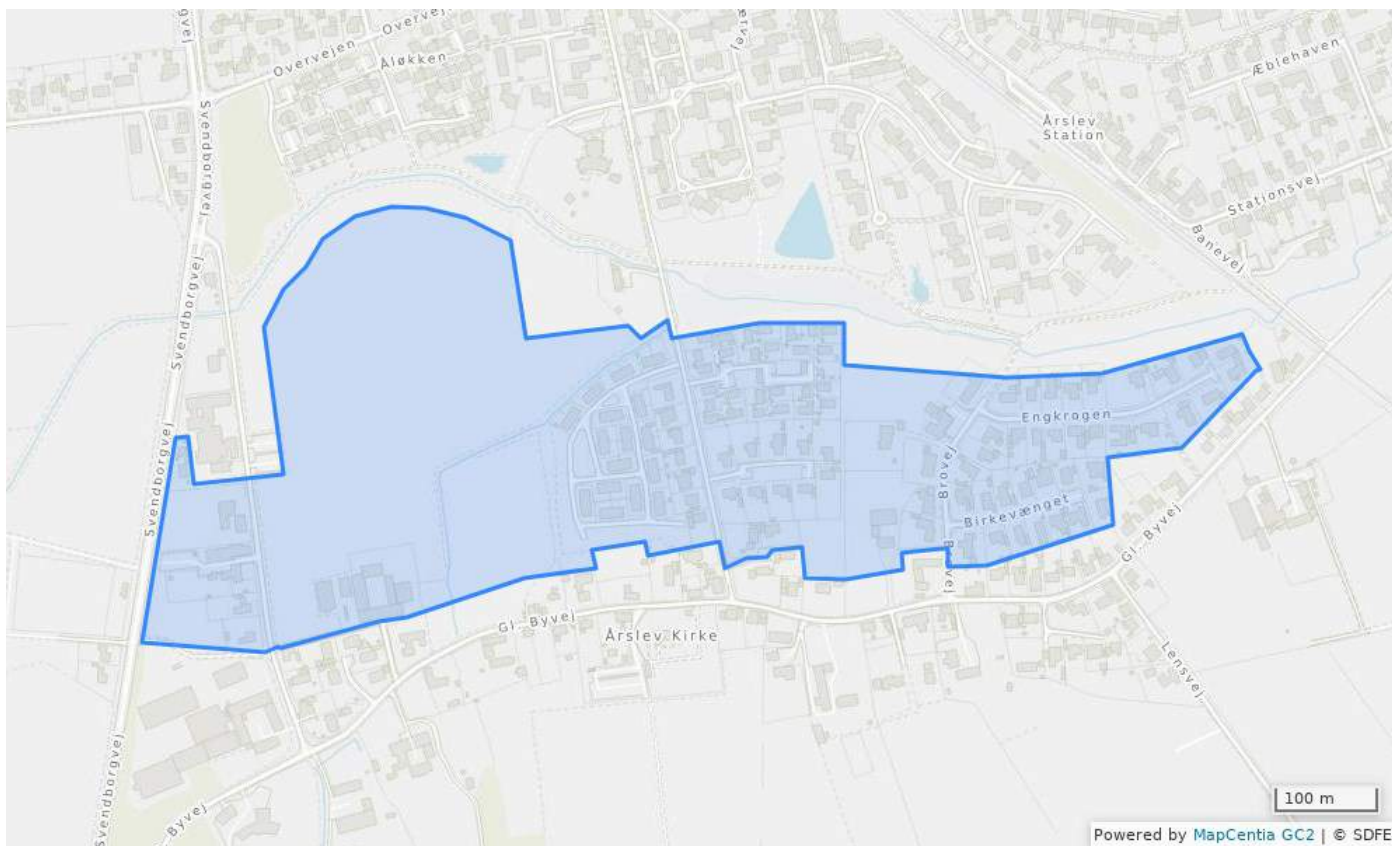 Overvejen
Åløkken
Svendborgvej
Æblehaven
Årslev
Station
Stationsvej
Banevej
Svendborgvej
Svendborgvej
Engkrogen
Brovej
Birkevænget
Gl. Byvej
Gl. Byvej
Årslev Kirke
Lensvej
Svendborgvej
Byvej
100 m
Powered by MapCentia GC2 | © SDFE